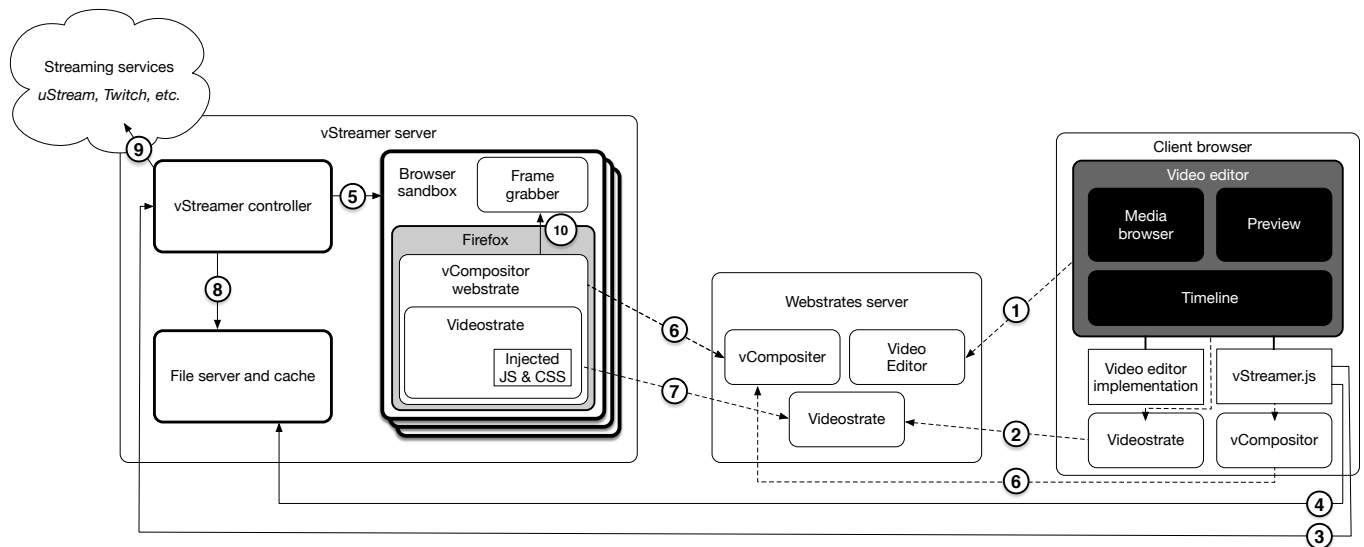 Streaming services
uStream, Twitch, etc.
9
vStreamer server
vStreamer controller
5
8
File server and cache
Browser
sandbox
Frame
grabber
10
Firefox
vCompositor
webstrate
Videostrate
Injected
JS & CSS
6
7
Webstrates server
vCompositer
Video
Editor
Videostrate
1
2
6
Client browser
Video editor
Media
browser
Preview
Timeline
Video editor
implementation
vStreamer.js
Videostrate
vCompositor
4
3